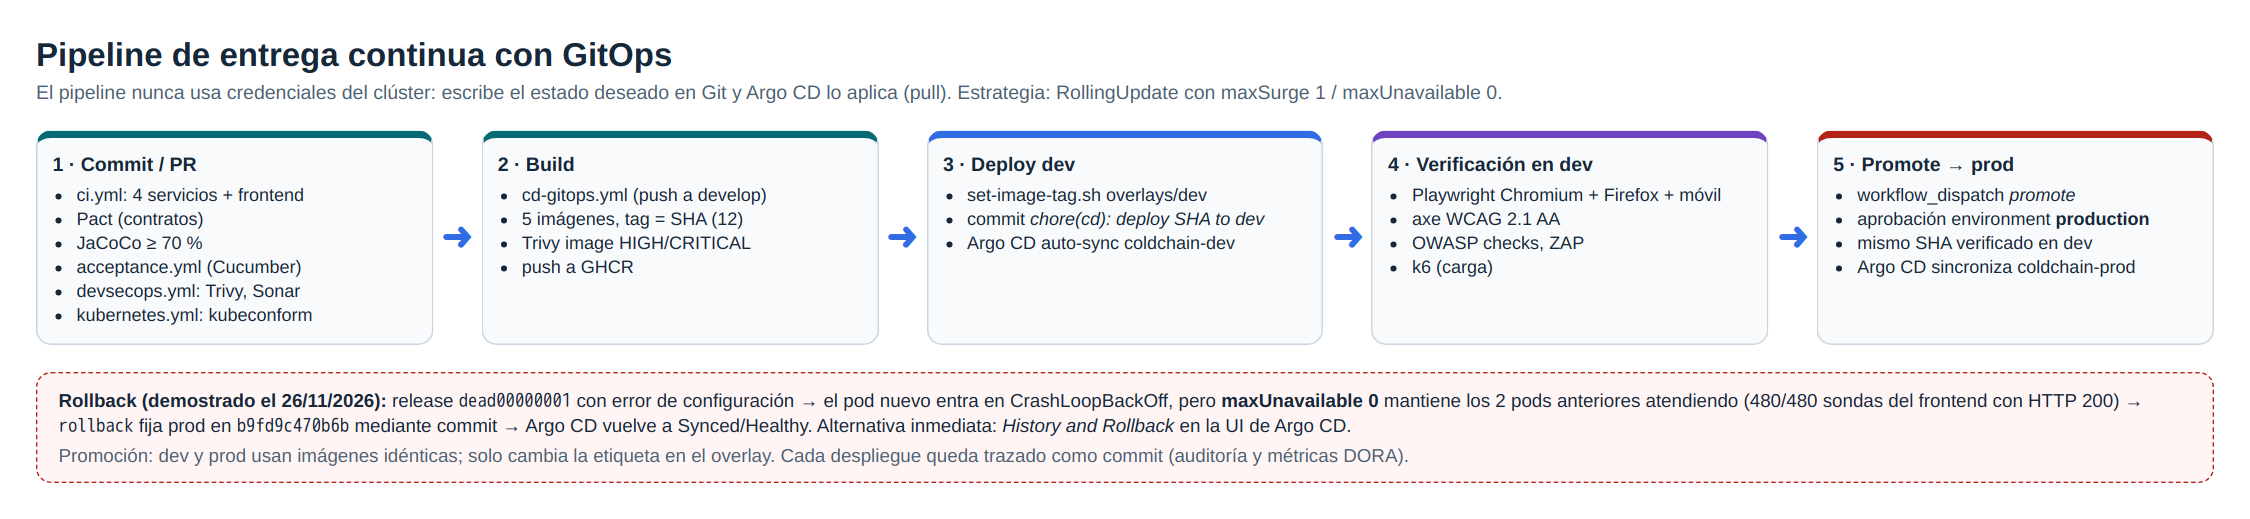 Pipeline de entrega continua con GitOps
El pipeline nunca usa credenciales del clúster: escribe el estado deseado en Git y Argo CD lo aplica (pull). Estrategia: RollingUpdate con maxSurge 1 / maxUnavailable 0.
1 · Commit / PR
• ci.yml: 4 servicios + frontend
• Pact (contratos)
• JaCoCo ≥ 70 %
• acceptance.yml (Cucumber)
• devsecops.yml: Trivy, Sonar
• kubernetes.yml: kubeconform
➜
2 · Build
• cd-gitops.yml (push a develop)
• 5 imágenes, tag = SHA (12)
• Trivy image HIGH/CRITICAL
• push a GHCR
➜
3 · Deploy dev
• set-image-tag.sh overlays/dev
• commit chore(cd): deploy SHA to dev
• Argo CD auto-sync coldchain-dev
➜
4 · Verificación en dev
• Playwright Chromium + Firefox + móvil
• axe WCAG 2.1 AA
• OWASP checks, ZAP
• k6 (carga)
➜
5 · Promote → prod
• workflow_dispatch promote
• aprobación environment production
• mismo SHA verificado en dev
• Argo CD sincroniza coldchain-prod
Rollback (demostrado el 26/11/2026): release dead00000001 con error de configuración → el pod nuevo entra en CrashLoopBackOff, pero maxUnavailable 0 mantiene los 2 pods anteriores atendiendo (480/480 sondas del frontend con HTTP 200) →
rollback fija prod en b9fd9c470b6b mediante commit → Argo CD vuelve a Synced/Healthy. Alternativa inmediata: History and Rollback en la UI de Argo CD.
Promoción: dev y prod usan imágenes idénticas; solo cambia la etiqueta en el overlay. Cada despliegue queda trazado como commit (auditoría y métricas DORA).